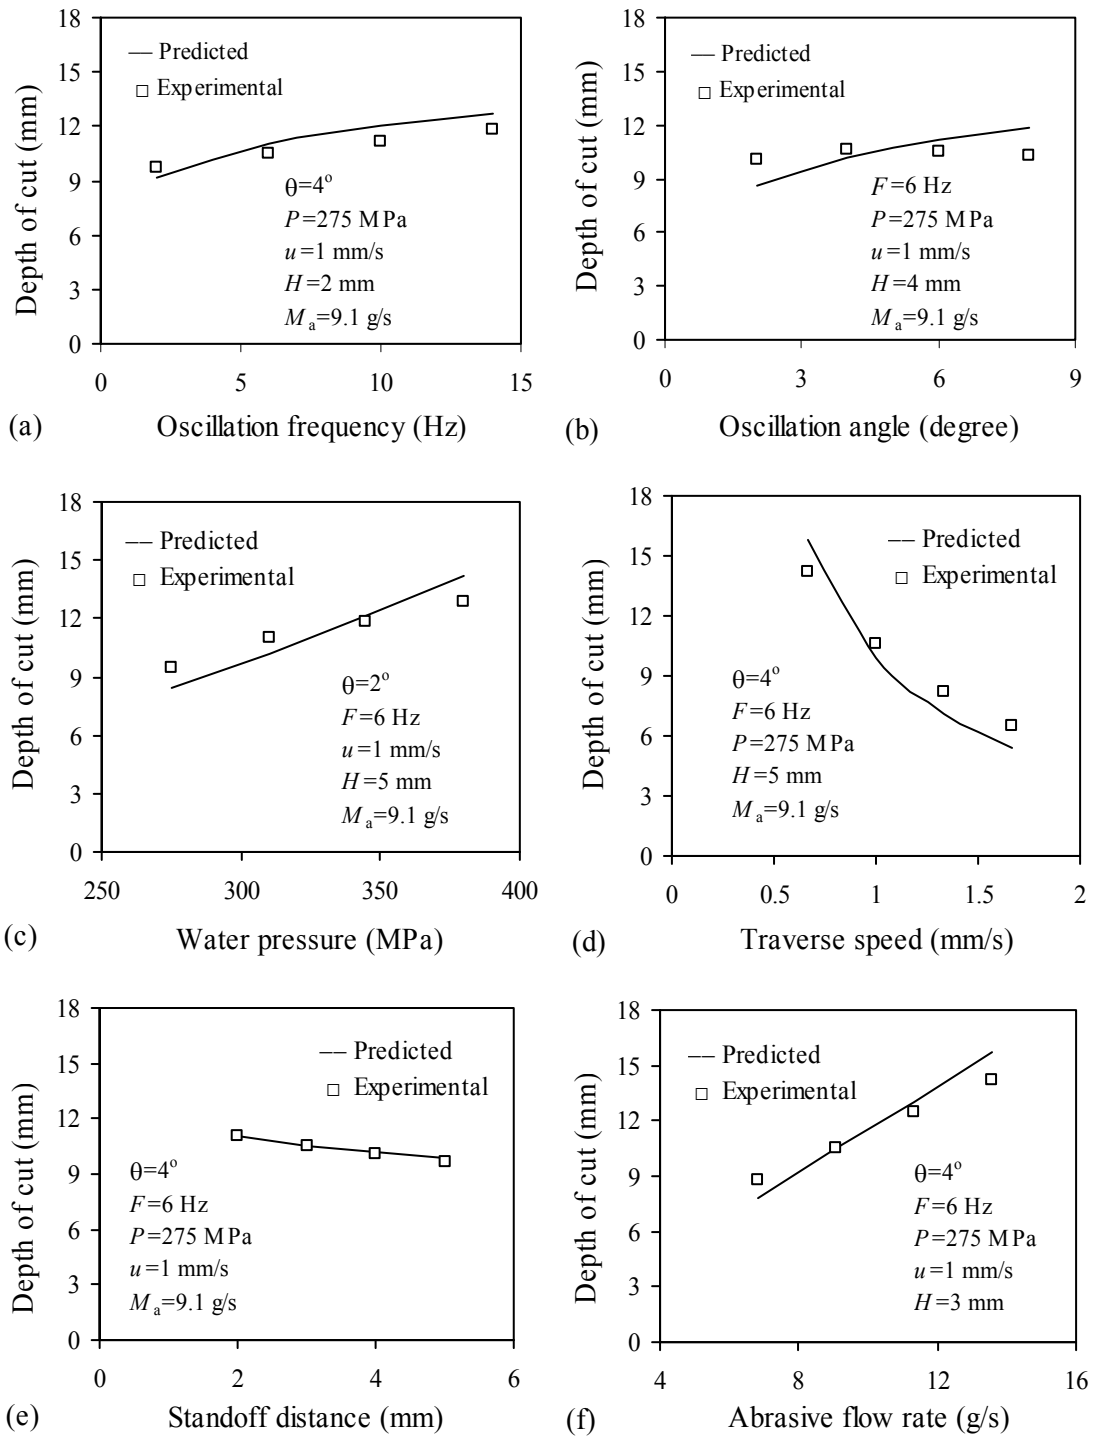 18
15
12
9
6
3
0
Depth of cut (mm)
Predicted
Experimental
θ=4°
P=275 MPa
u=1 mm/s
H=2 mm
Ma=9.1 g/s
0 5 10 15
(a) Oscillation frequency (Hz)
18
15
12
9
6
3
0
Depth of cut (mm)
Predicted
Experimental
F=6 Hz
P=275 MPa
u=1 mm/s
H=4 mm
Ma=9.1 g/s
0 3 6 9
(b) Oscillation angle (degree)
18
15
12
9
6
3
0
Depth of cut (mm)
Predicted
Experimental
θ=2°
F=6 Hz
u=1 mm/s
H=5 mm
Ma=9.1 g/s
250 300 350 400
(c) Water pressure (MPa)
18
15
12
9
6
3
0
Depth of cut (mm)
Predicted
Experimental
θ=4°
F=6 Hz
P=275 MPa
H=5 mm
Ma=9.1 g/s
0 0.5 1 1.5 2
(d) Traverse speed (mm/s)
18
15
12
9
6
3
0
Depth of cut (mm)
Predicted
Experimental
θ=4°
F=6 Hz
P=275 MPa
u=1 mm/s
Ma=9.1 g/s
0 2 4 6
(e) Standoff distance (mm)
18
15
12
9
6
3
0
Depth of cut (mm)
Predicted
Experimental
θ=4°
F=6 Hz
P=275 MPa
u=1 mm/s
H=3 mm
4 8 12 16
(f) Abrasive flow rate (g/s)